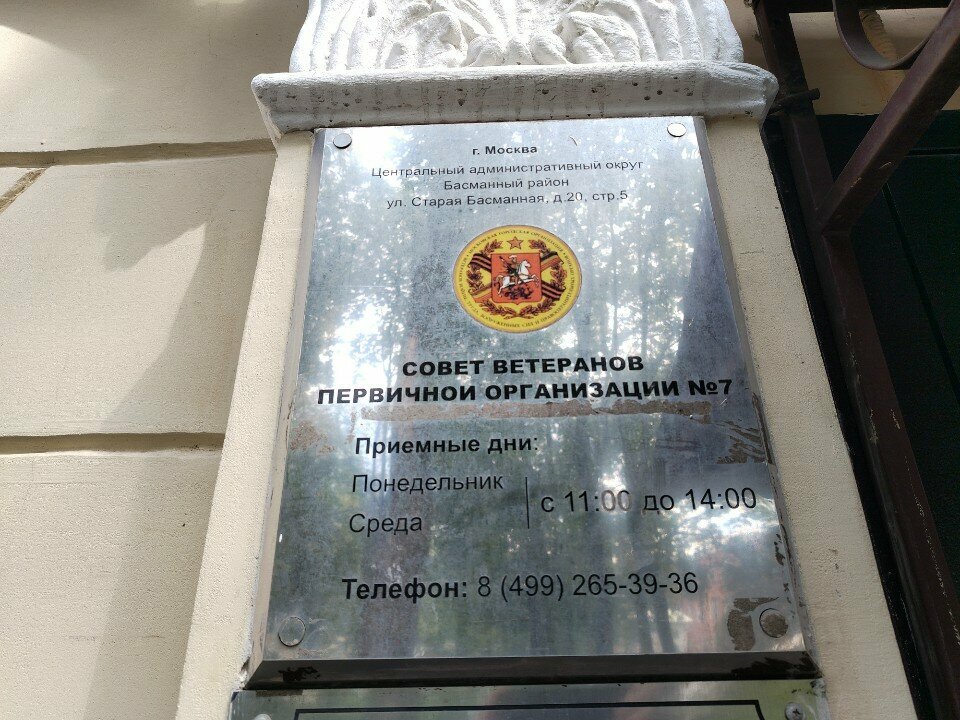 г. Москва
Центральный административный округ
Басманный район
ул. Старая Басманная, д.20, стр.5
СОВЕТ ВЕТЕРАНОВ
ПЕРВИЧНОЙ ОРГАНИЗАЦИИ №7
Приемные дни:
Понедельник
Среда
с 11:00 до 14:00
Телефон: 8 (499) 265-39-36